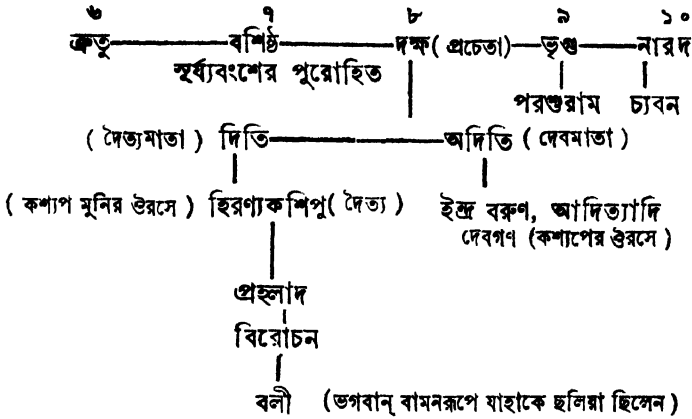 ৬ ৭ ৮ ৯ ১০
ক্রতু বশিষ্ঠ দক্ষ (প্রচেতা) ভৃগু নারদ
সূর্য্যবংশের পুরোহিত
পরশুরাম চ্যবন
(দৈত্যমাতা) দিতি অদিতি (দেবমাতা)
(কশ্যপ মুনির ঔরসে) হিরণ্যকশিপু (দৈত্য) ইন্দ্র বরুণ, আদিত্যাদি
দেবগণ (কশ্যপের ঔরসে)
প্রহ্লাদ
বিরোচন
বলী (ভগবান্ বামনরূপে যাহাকে ছলিয়া ছিলেন)